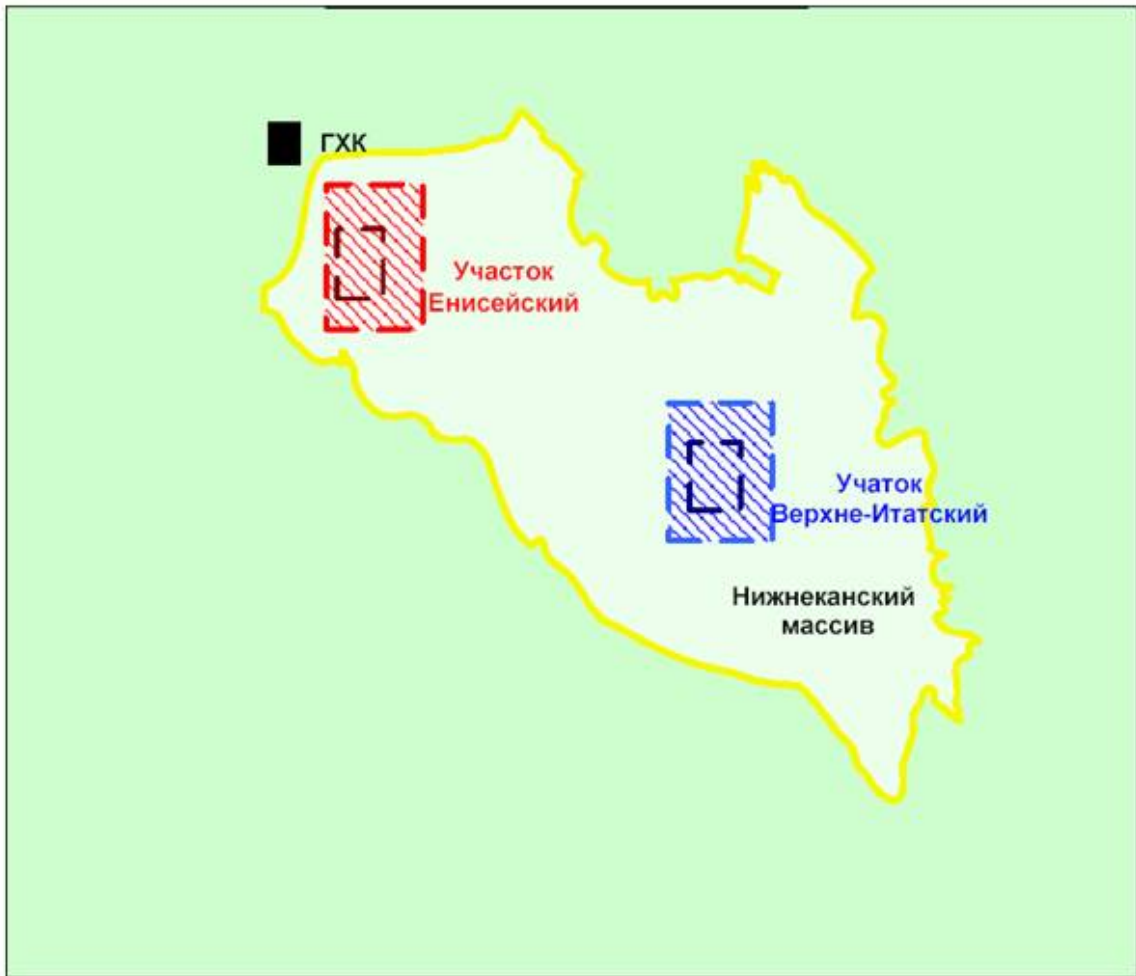 ГХК
Участок
Енисейский
Учаток
Верхне-Итатский
Нижнеканский
массив